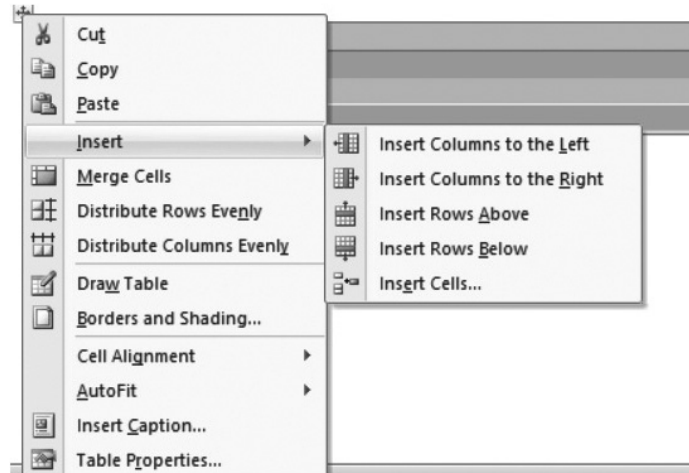 Cut
Copy
Paste
Insert
Merge Cells
Distribute Rows Evenly
Distribute Columns Evenly
Draw Table
Borders and Shading...
Cell Alignment
AutoFit
Insert Caption...
Table Properties...
Insert Columns to the Left
Insert Columns to the Right
Insert Rows Above
Insert Rows Below
Insert Cells...